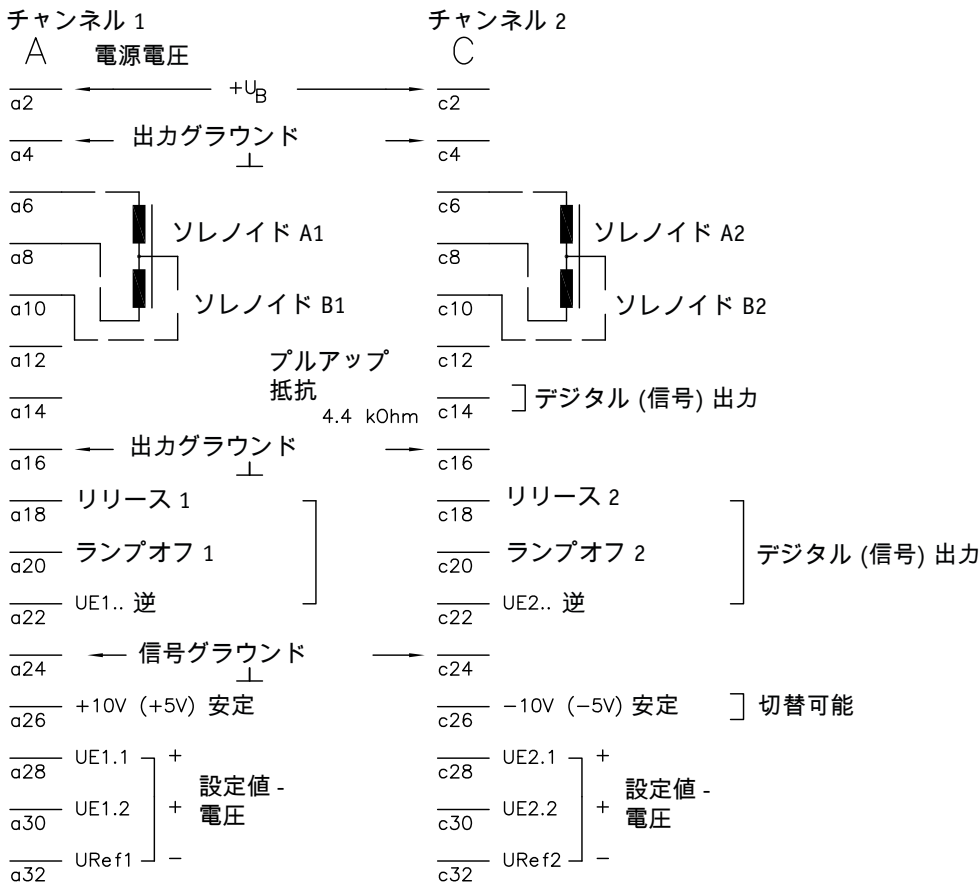 チャンネル 1 チャンネル 2
A 電源電圧 C
a2 +UB c2
a4 出力グラウンド c4
a6 c6
ソレノイド A1 ソレノイド A2
a8 c8
a10 ソレノイド B1 c10 ソレノイド B2
a12 プルアップ c12
抵抗
a14 4.4 kOhm c14 デジタル (信号) 出力
a16 出力グラウンド c16
a18 リリース 1 c18 リリース 2
a20 ランプオフ 1 c20 ランプオフ 2 デジタル (信号) 出力
a22 UE1.. 逆 c22 UE2.. 逆
a24 信号グラウンド c24
a26 +10V (+5V) 安定 c26 -10V (-5V) 安定 切替可能
a28 UE1.1 + c28 UE2.1 +
設定値 - 設定値 -
a30 UE1.2 + 電圧 c30 UE2.2 + 電圧
a32 URef1 - c32 URef2 -